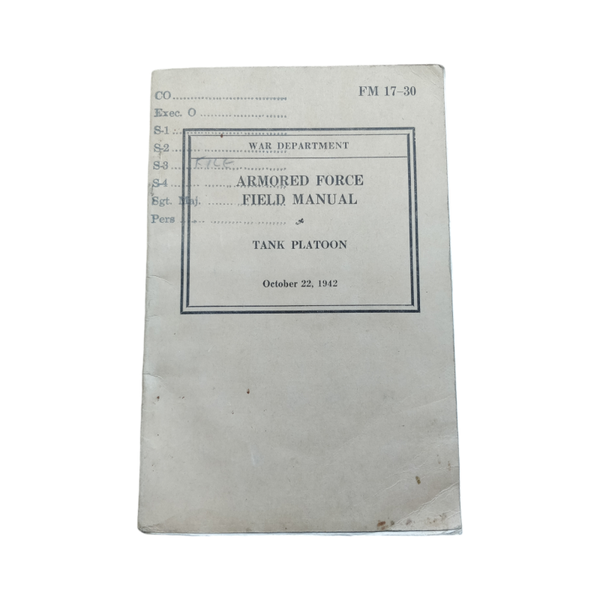 FM 17-30
CO
Exec. O
S-1
S-2
S-3 FILE
S-4
Sgt. Maj.
Pers
WAR DEPARTMENT
ARMORED FORCE
FIELD MANUAL
TANK PLATOON
October 22, 1942